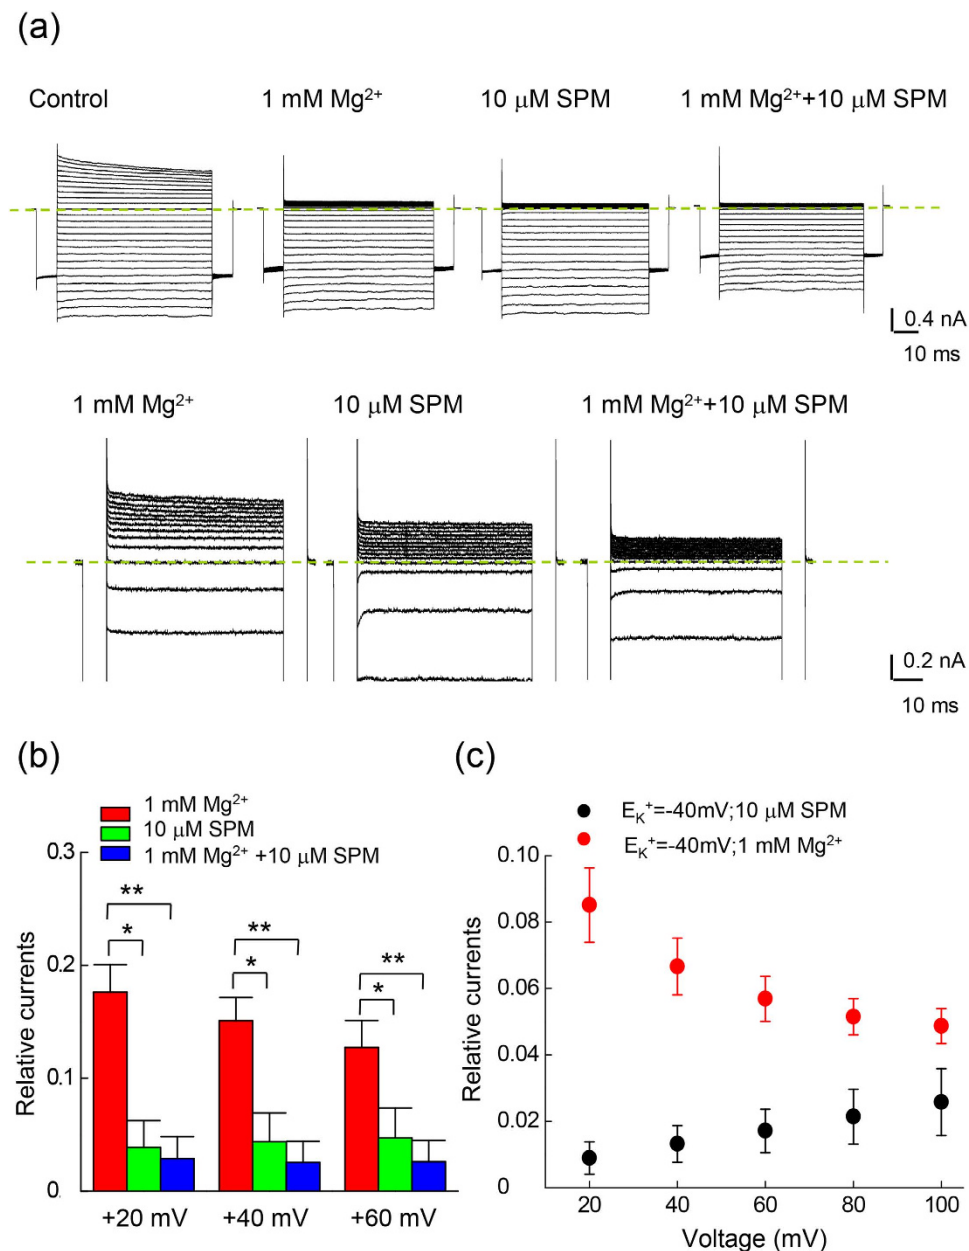 (a)
Control
1 mM Mg²⁺
10 μM SPM
1 mM Mg²⁺+10 μM SPM
0.4 nA
10 ms
1 mM Mg²⁺
10 μM SPM
1 mM Mg²⁺+10 μM SPM
0.2 nA
10 ms
(b)
1 mM Mg²⁺
10 μM SPM
1 mM Mg²⁺ +10 μM SPM
0.3
0.2
0.1
0.
Relative currents
**
*
**
*
**
*
+20 mV
+40 mV
+60 mV
(c)
E_K⁺=-40mV;10 μM SPM
E_K⁺=-40mV;1 mM Mg²⁺
0.10
0.08
0.06
0.04
0.02
0
Relative currents
20
40
60
80
100
Voltage (mV)